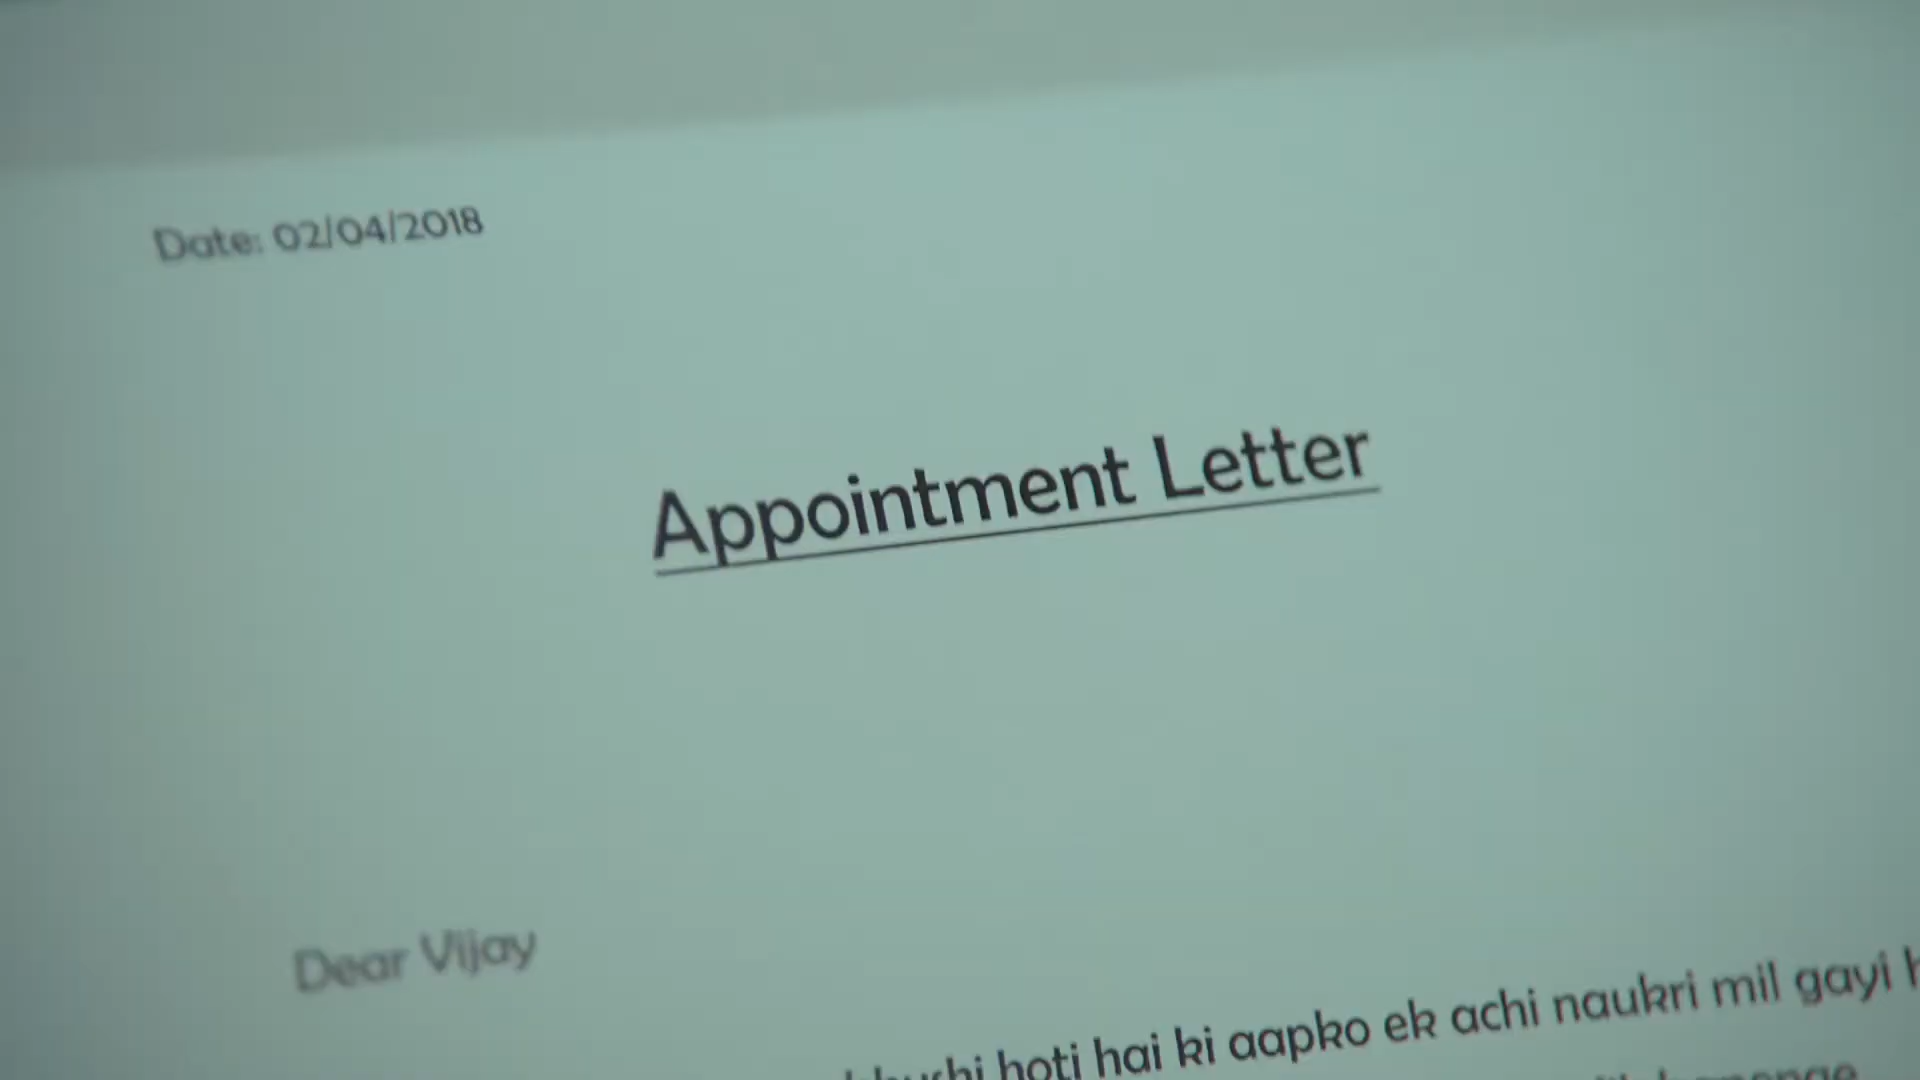 Date: 02/04/2018
Appointment Letter
Dear Vijay
hoti hai ki aapko ek achi naukri mil gayi